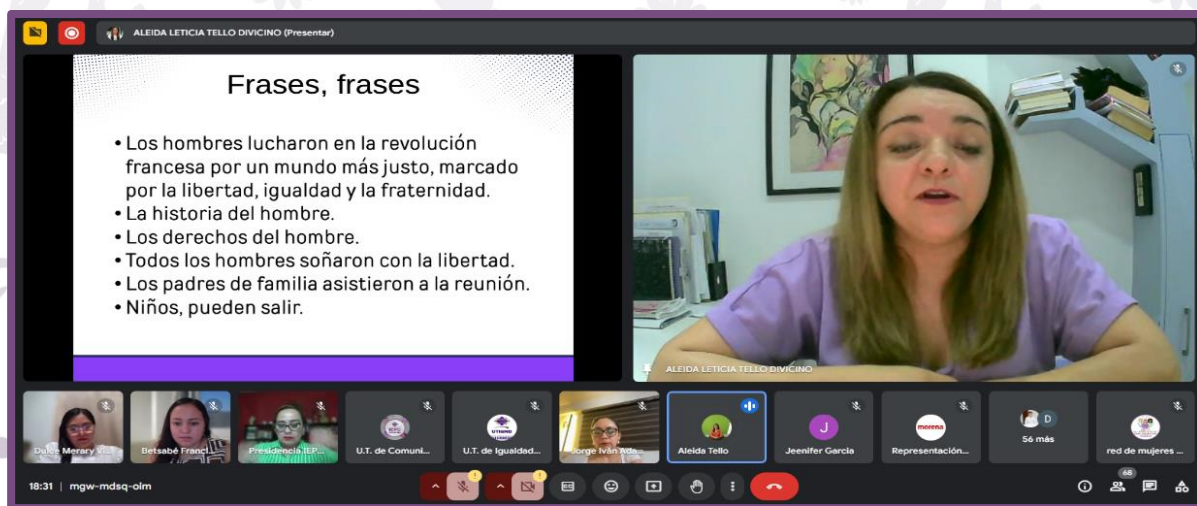 ALEIDA LETICIA TELLO DIVICINO (Presentar)
Frases, frases
• Los hombres lucharon en la revolución
francesa por un mundo más justo, marcado
por la libertad, igualdad y la fraternidad.
• La historia del hombre.
• Los derechos del hombre.
• Todos los hombres soñaron con la libertad.
• Los padres de familia asistieron a la reunión.
• Niños, pueden salir.
ALEIDA LETICIA TELLO DIVICINO
Dulce Merary
Betsabé Franci...
Presidencia IEP...
U.T. de Comuni...
U.T. de Igualdad...
Jorge Iván
Aleida Tello
J
Jeenifer Garcia
morena
Representación...
D
56 más
red de mujeres ...
18:31 | mgw-mdsq-oim
68